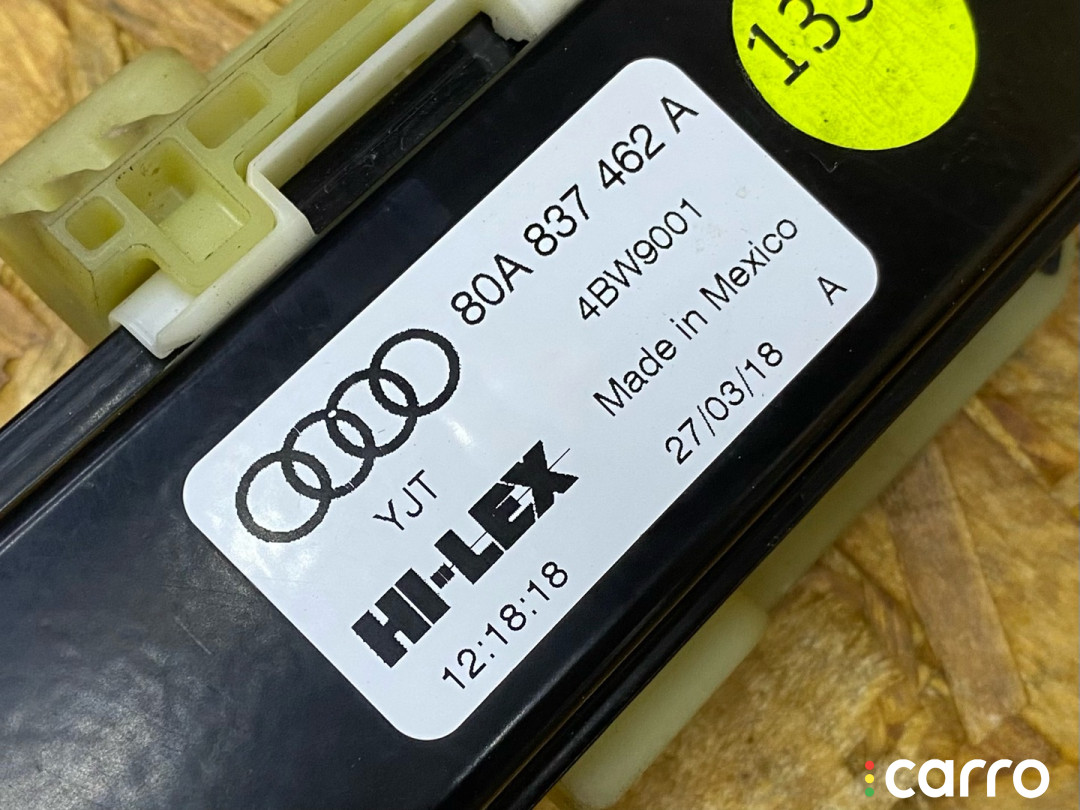 80A 837 462 A
4BW9001
Made in Mexico
27/03/18 A
YJT
HI-LEX
12:18:18
carro